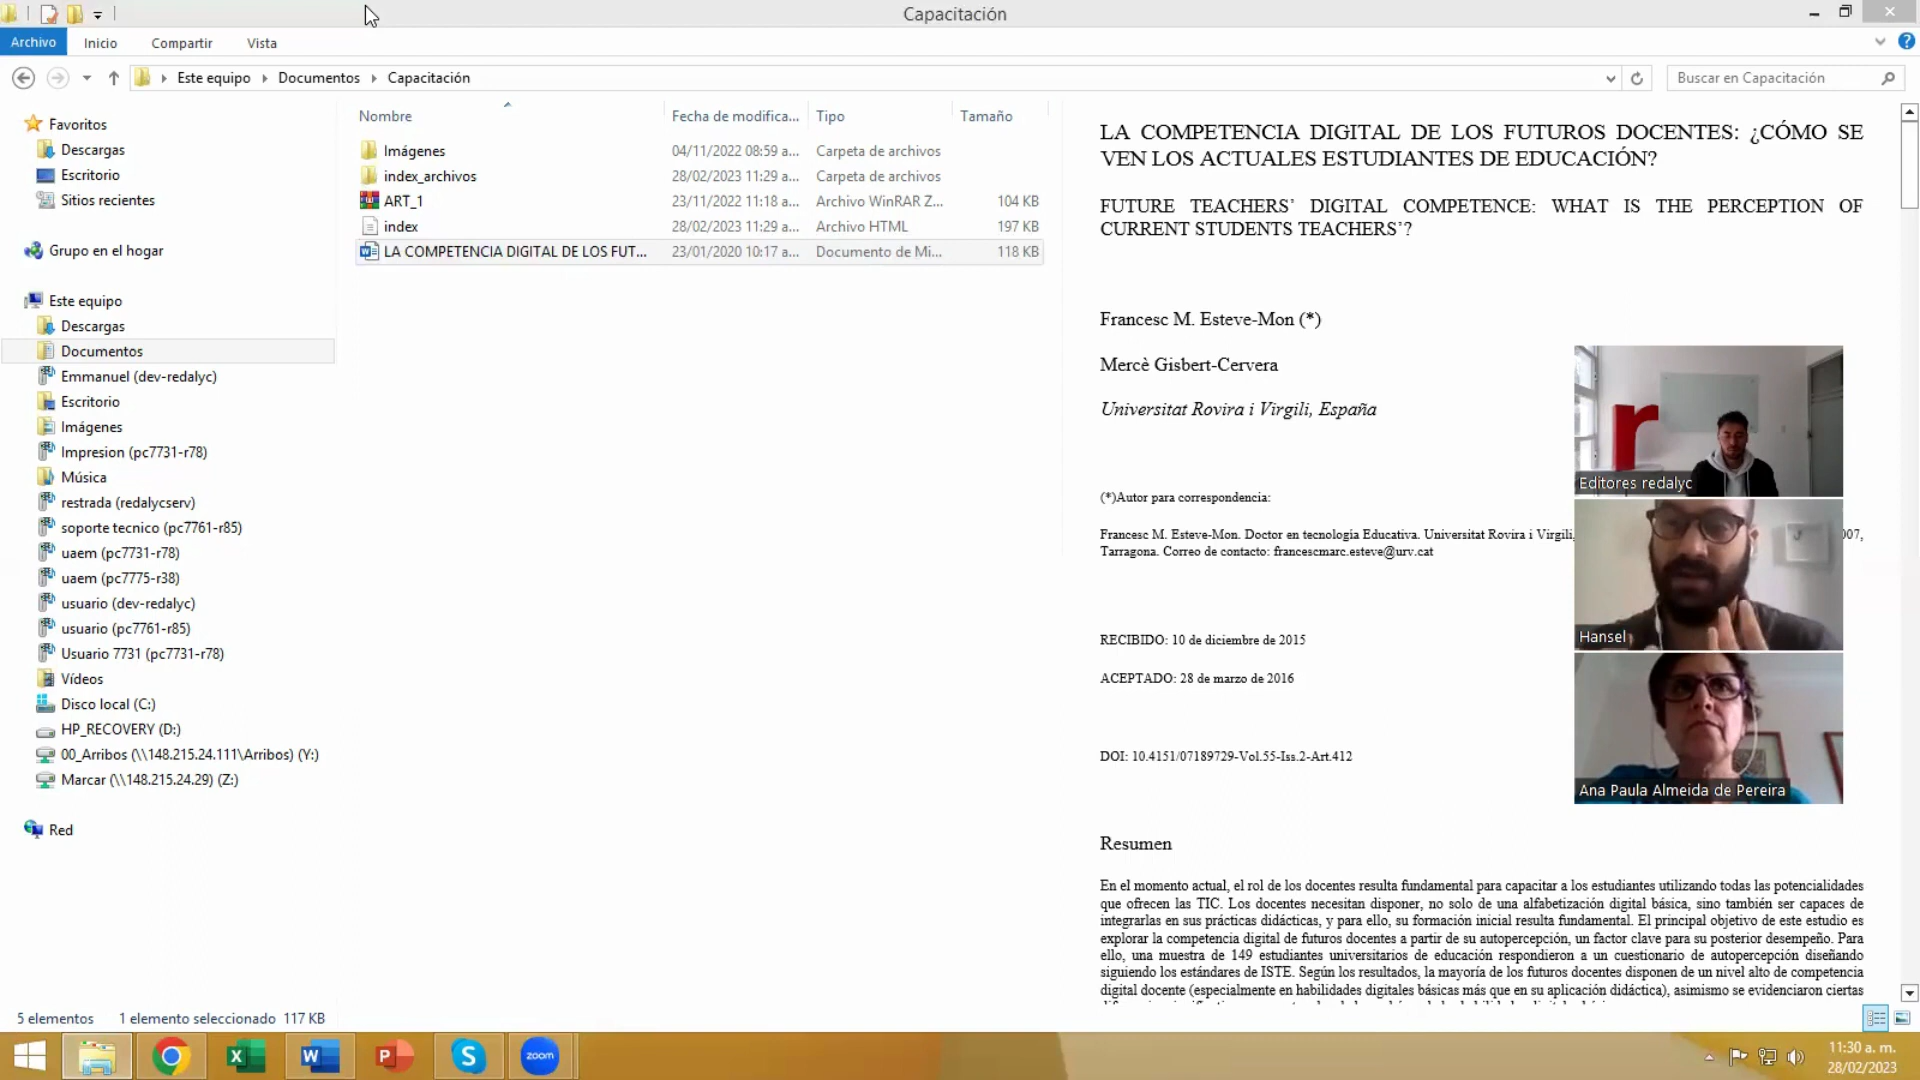 Capacitación
Archivo
Inicio
Compartir
Vista
Este equipo
Documentos
Capacitación
Buscar en Capacitación
Favoritos
Descargas
Escritorio
Sitios recientes
Grupo en el hogar
Este equipo
Descargas
Documentos
Emmanuel (dev-redalyc)
Escritorio
Imágenes
Impresion (pc7731-r78)
Música
restrada (redalycserv)
soporte tecnico (pc7761-r85)
uaem (pc7731-r78)
uaem (pc7775-r38)
usuario (dev-redalyc)
usuario (pc7761-r85)
Usuario 7731 (pc7731-r78)
Vídeos
Disco local (C:)
HP_RECOVERY (D:)
00_Arribos (\\148.215.24.111\Arribos) (Y:)
Marcar (\\148.215.24.29) (Z:)
Red
Nombre Fecha de modifica... Tipo Tamaño
Imágenes 04/11/2022 08:59 a... Carpeta de archivos
index_archivos 28/02/2023 11:29 a... Carpeta de archivos
ART_1 23/11/2022 11:18 a... Archivo WinRAR Z... 104 KB
index 28/02/2023 11:29 a... Archivo HTML 197 KB
LA COMPETENCIA DIGITAL DE LOS FUT... 23/01/2020 10:17 a... Documento de Mi... 118 KB
LA COMPETENCIA DIGITAL DE LOS FUTUROS DOCENTES: ¿CÓMO SE
VEN LOS ACTUALES ESTUDIANTES DE EDUCACIÓN?
FUTURE TEACHERS' DIGITAL COMPETENCE: WHAT IS THE PERCEPTION OF
CURRENT STUDENTS TEACHERS'?
Francesc M. Esteve-Mon (*)
Mercè Gisbert-Cervera
Universitat Rovira i Virgili, España
(*)Autor para correspondencia:
Francesc M. Esteve-Mon. Doctor en tecnología Educativa. Universitat Rovira i Virgili, 007,
Tarragona. Correo de contacto: francescmarc.esteve@urv.cat
RECIBIDO: 10 de diciembre de 2015
ACEPTADO: 28 de marzo de 2016
DOI: 10.4151/07189729-Vol.55-Iss.2-Art.412
Resumen
En el momento actual, el rol de los docentes resulta fundamental para capacitar a los estudiantes utilizando todas las potencialidades
que ofrecen las TIC. Los docentes necesitan disponer, no solo de una alfabetización digital básica, sino también ser capaces de
integrarlas en sus prácticas didácticas, y para ello, su formación inicial resulta fundamental. El principal objetivo de este estudio es
explorar la competencia digital de futuros docentes a partir de su autopercepción, un factor clave para su posterior desempeño. Para
ello, una muestra de 149 estudiantes universitarios de educación respondieron a un cuestionario de autopercepción diseñando
siguiendo los estándares de ISTE. Según los resultados, la mayoría de los futuros docentes disponen de un nivel alto de competencia
digital docente (especialmente en habilidades digitales básicas más que en su aplicación didáctica), asimismo se evidenciaron ciertas
r
Editores redalyc
Hansel
Ana Paula Almeida de Pereira
5 elementos
1 elemento seleccionado 117 KB
zoom
11:30 a. m.
28/02/2023